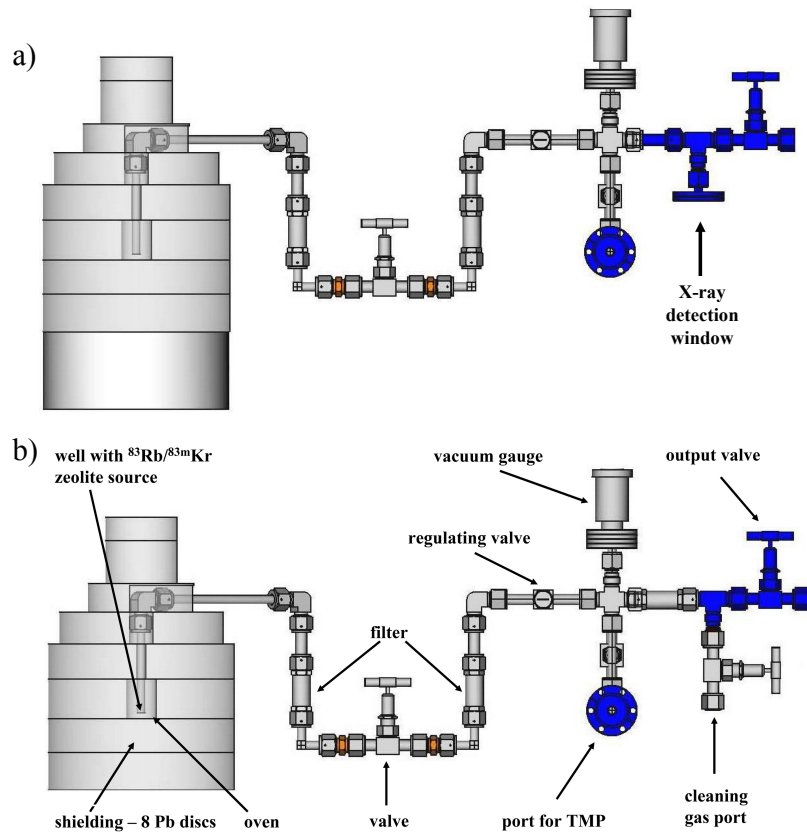 a)
X-ray
detection
window
b)
well with ⁸³Rb/⁸³ᵐKr
zeolite source
vacuum gauge
output valve
regulating valve
filter
shielding – 8 Pb discs
oven
valve
port for TMP
cleaning
gas port